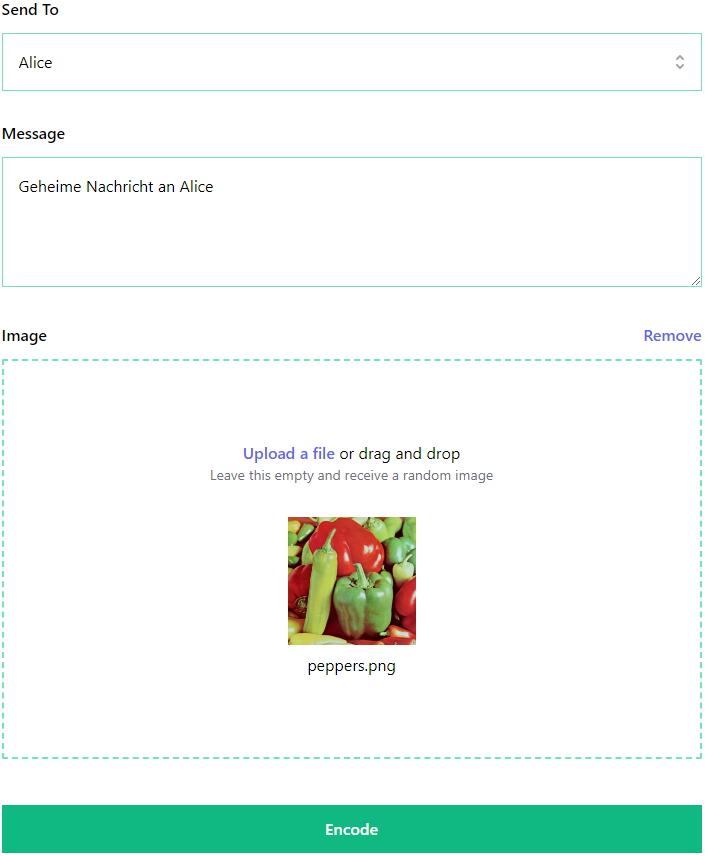 Send To
Alice
Message
Geheime Nachricht an Alice
Image
Remove
Upload a file or drag and drop
Leave this empty and receive a random image
peppers.png
Encode